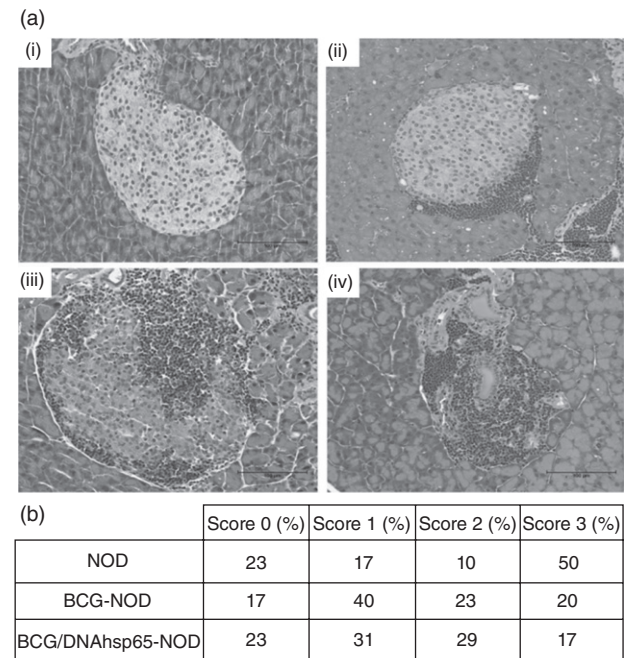 (a)
(i)
(ii)
(iii)
(iv)
(b)
Score 0 (%) Score 1 (%) Score 2 (%) Score 3 (%)
NOD 23 17 10 50
BCG-NOD 17 40 23 20
BCG/DNAhsp65-NOD 23 31 29 17